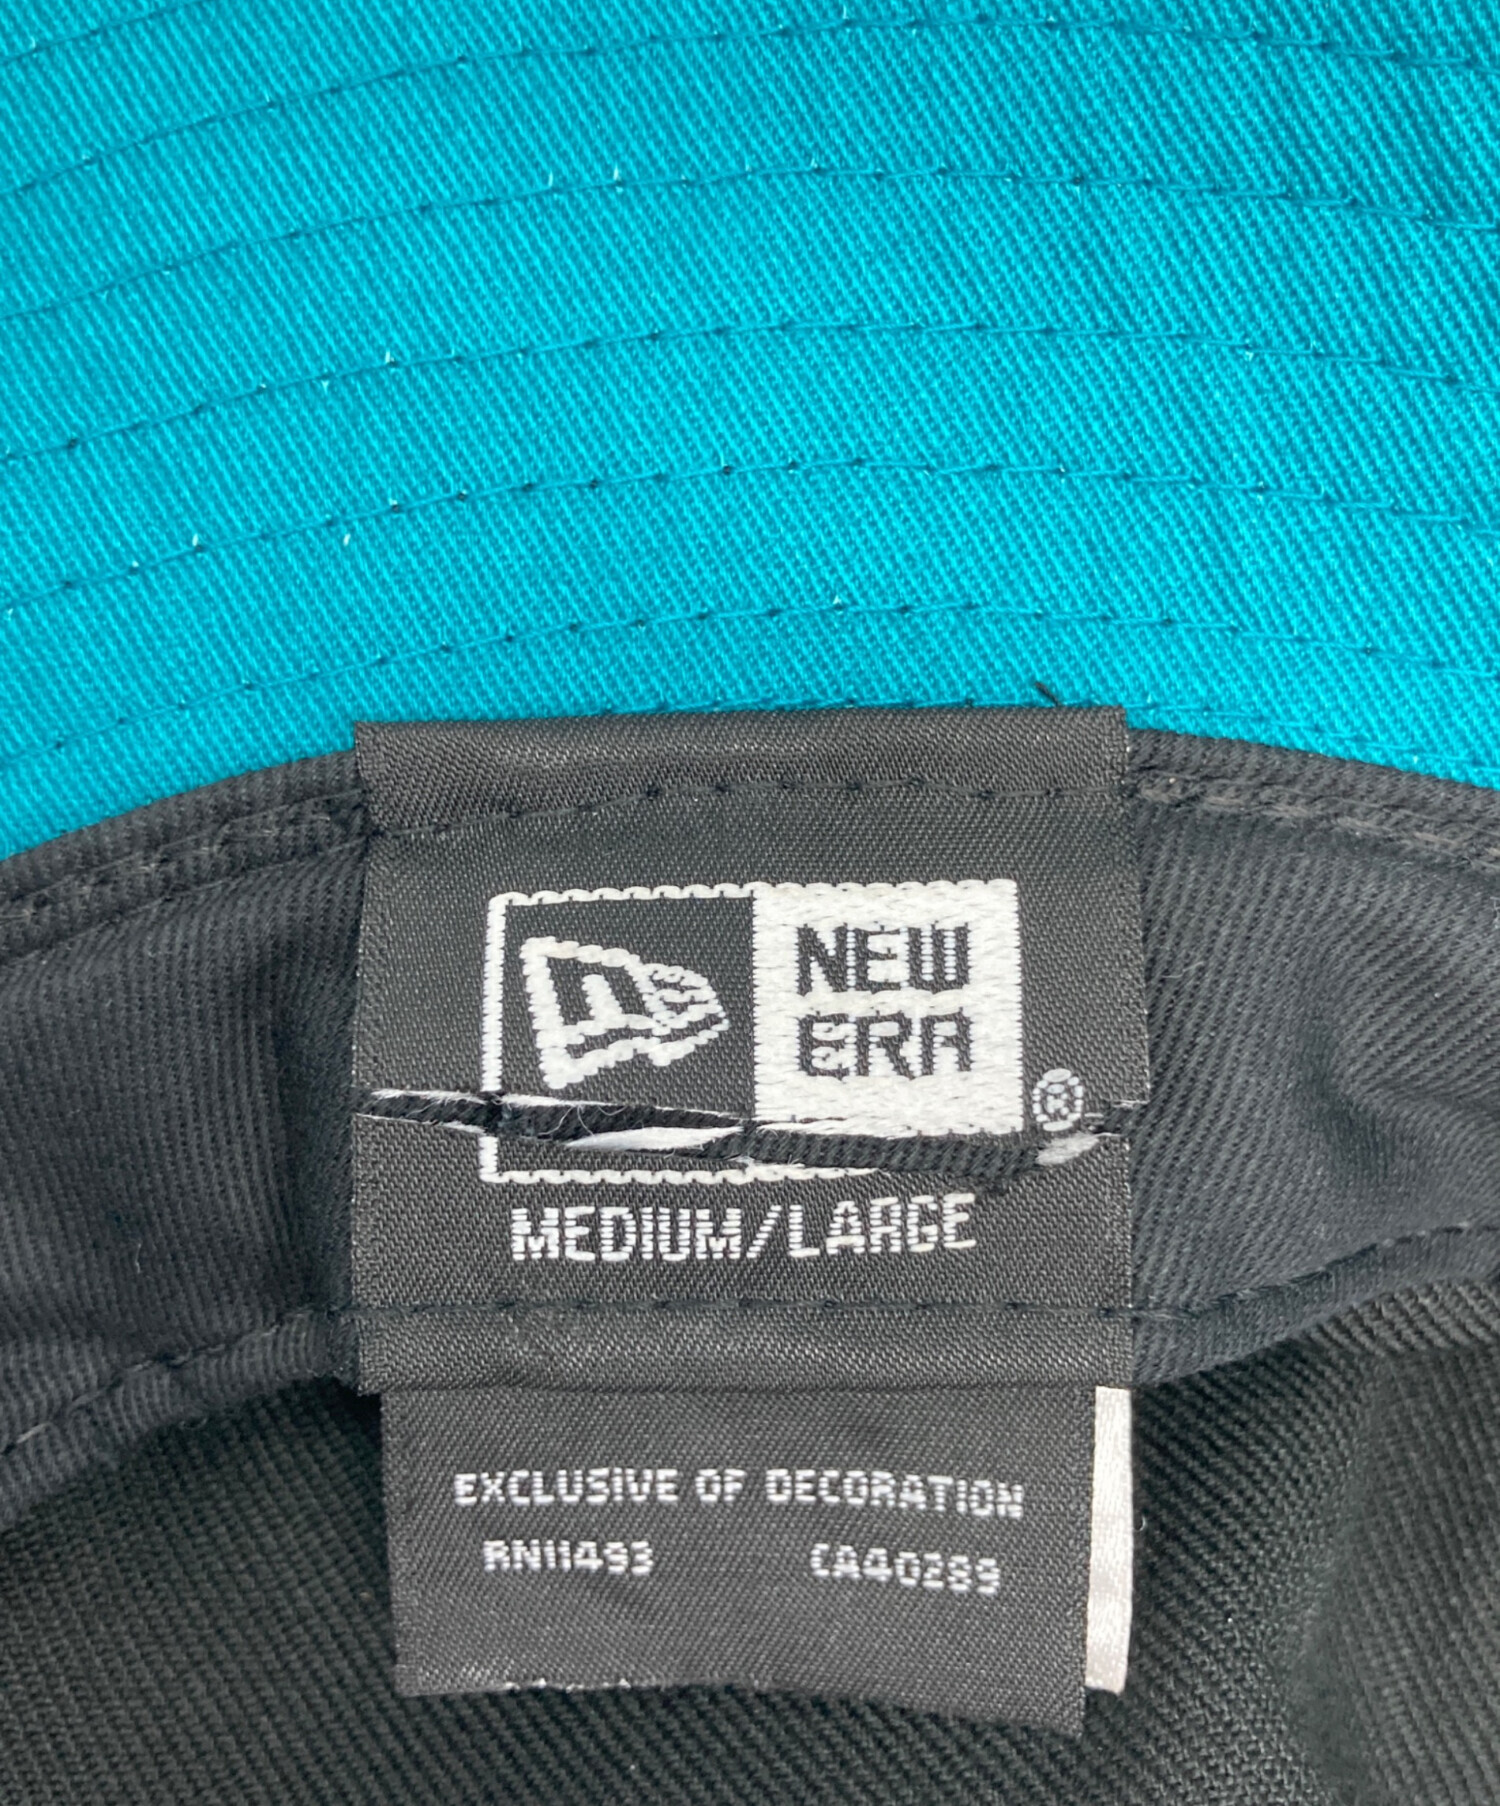 NEW
ERA
®
MEDIUM/LARGE
EXCLUSIVE OF DECORATION
RN11493 CA40289